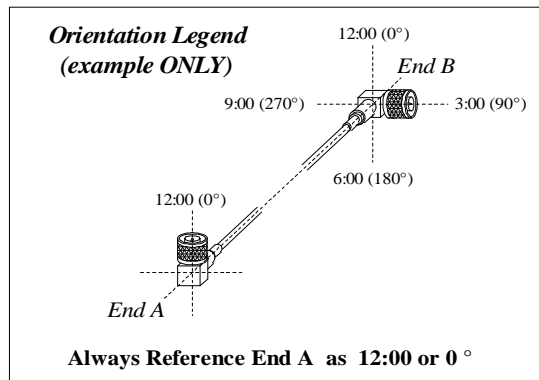 Orientation Legend
(example ONLY)
12:00 (0°)
End B
9:00 (270°)
3:00 (90°)
6:00 (180°)
12:00 (0°)
End A
Always Reference End A as 12:00 or 0 °